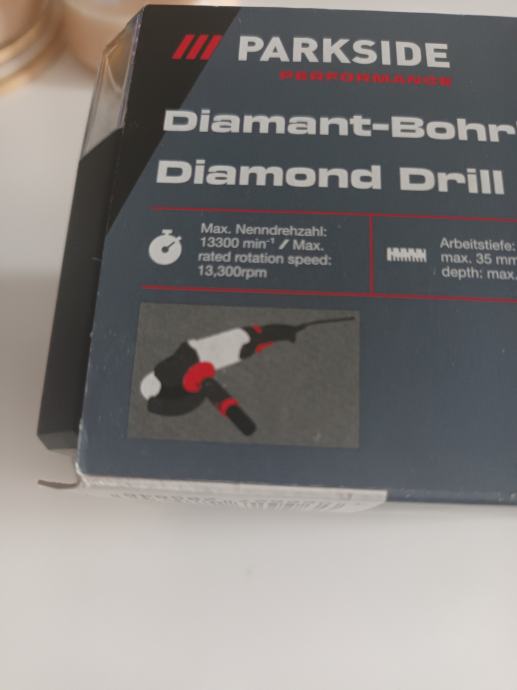 PARKSIDE
PERFORMANCE
Diamant-Bohr
Diamond Drill
Max. Nenndrehzahl:
13300 min⁻¹ / Max.
rated rotation speed:
13,300rpm
Arbeitstiefe:
max. 35 mm
depth: max.